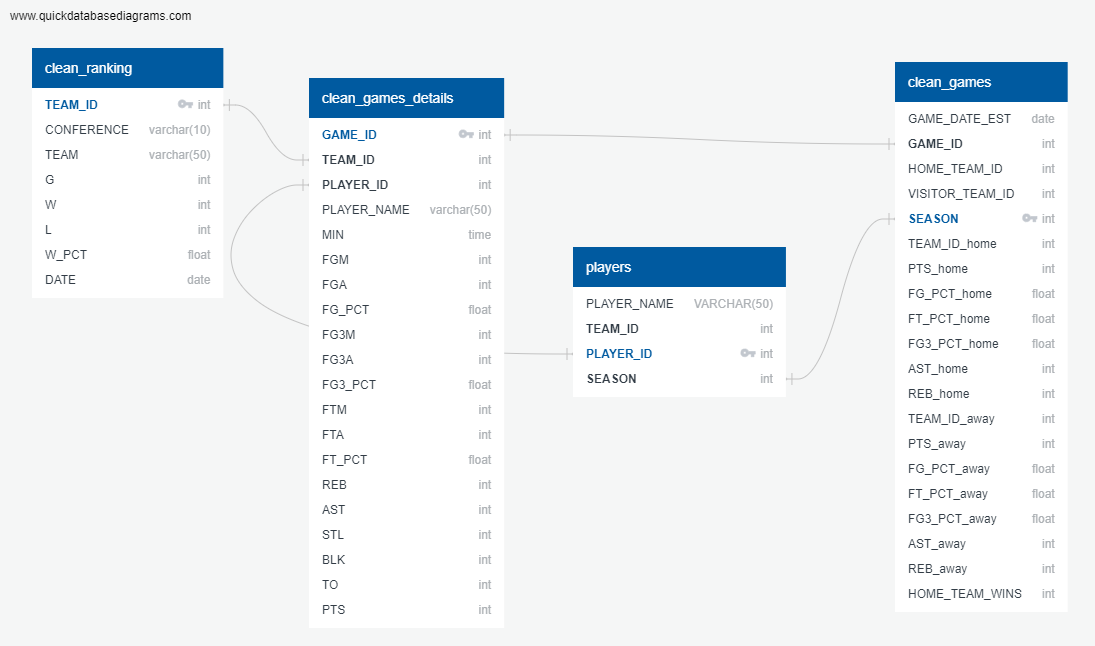 www.quickdatabasediagrams.com
clean_ranking
TEAM_ID int
CONFERENCE varchar(10)
TEAM varchar(50)
G int
W int
L int
W_PCT float
DATE date
clean_games_details
GAME_ID int
TEAM_ID int
PLAYER_ID int
PLAYER_NAME varchar(50)
MIN time
FGM int
FGA int
FG_PCT float
FG3M int
FG3A int
FG3_PCT float
FTM int
FTA int
FT_PCT float
REB int
AST int
STL int
BLK int
TO int
PTS int
players
PLAYER_NAME VARCHAR(50)
TEAM_ID int
PLAYER_ID int
SEASON int
clean_games
GAME_DATE_EST date
GAME_ID int
HOME_TEAM_ID int
VISITOR_TEAM_ID int
SEASON int
TEAM_ID_home int
PTS_home int
FG_PCT_home float
FT_PCT_home float
FG3_PCT_home float
AST_home int
REB_home int
TEAM_ID_away int
PTS_away int
FG_PCT_away float
FT_PCT_away float
FG3_PCT_away float
AST_away int
REB_away int
HOME_TEAM_WINS int